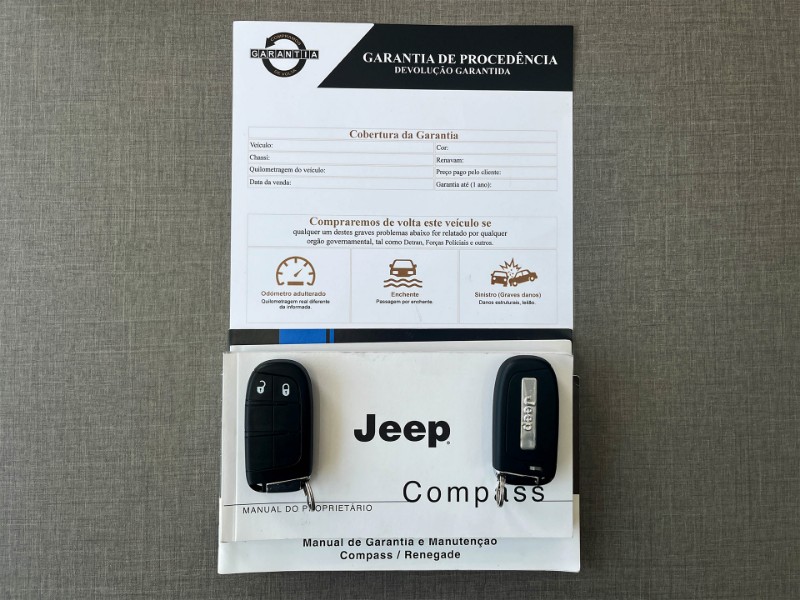 COMPRAMOS
GARANTIA
DE VOLTA
GARANTIA DE PROCEDÊNCIA
DEVOLUÇÃO GARANTIDA
Cobertura da Garantia
Veículo:
Cor:
Chassi:
Renavam:
Quilometragem do veículo:
Preço pago pelo cliente:
Data da venda:
Garantia até (1 ano):
Compraremos de volta este veículo se
qualquer um destes graves problemas abaixo for relatado por qualquer
orgão governamental, tal como Detran, Forças Policiais e outros.
Odômetro adulterado
Quilometragem real diferente
da informada.
Enchente
Passagem por enchente.
Sinistro (Graves danos)
Danos estruturais, leilão.
Jeep
Jeep
Compass
MANUAL DO PROPRIETÁRIO
Manual de Garantia e Manutenção
Compass / Renegade